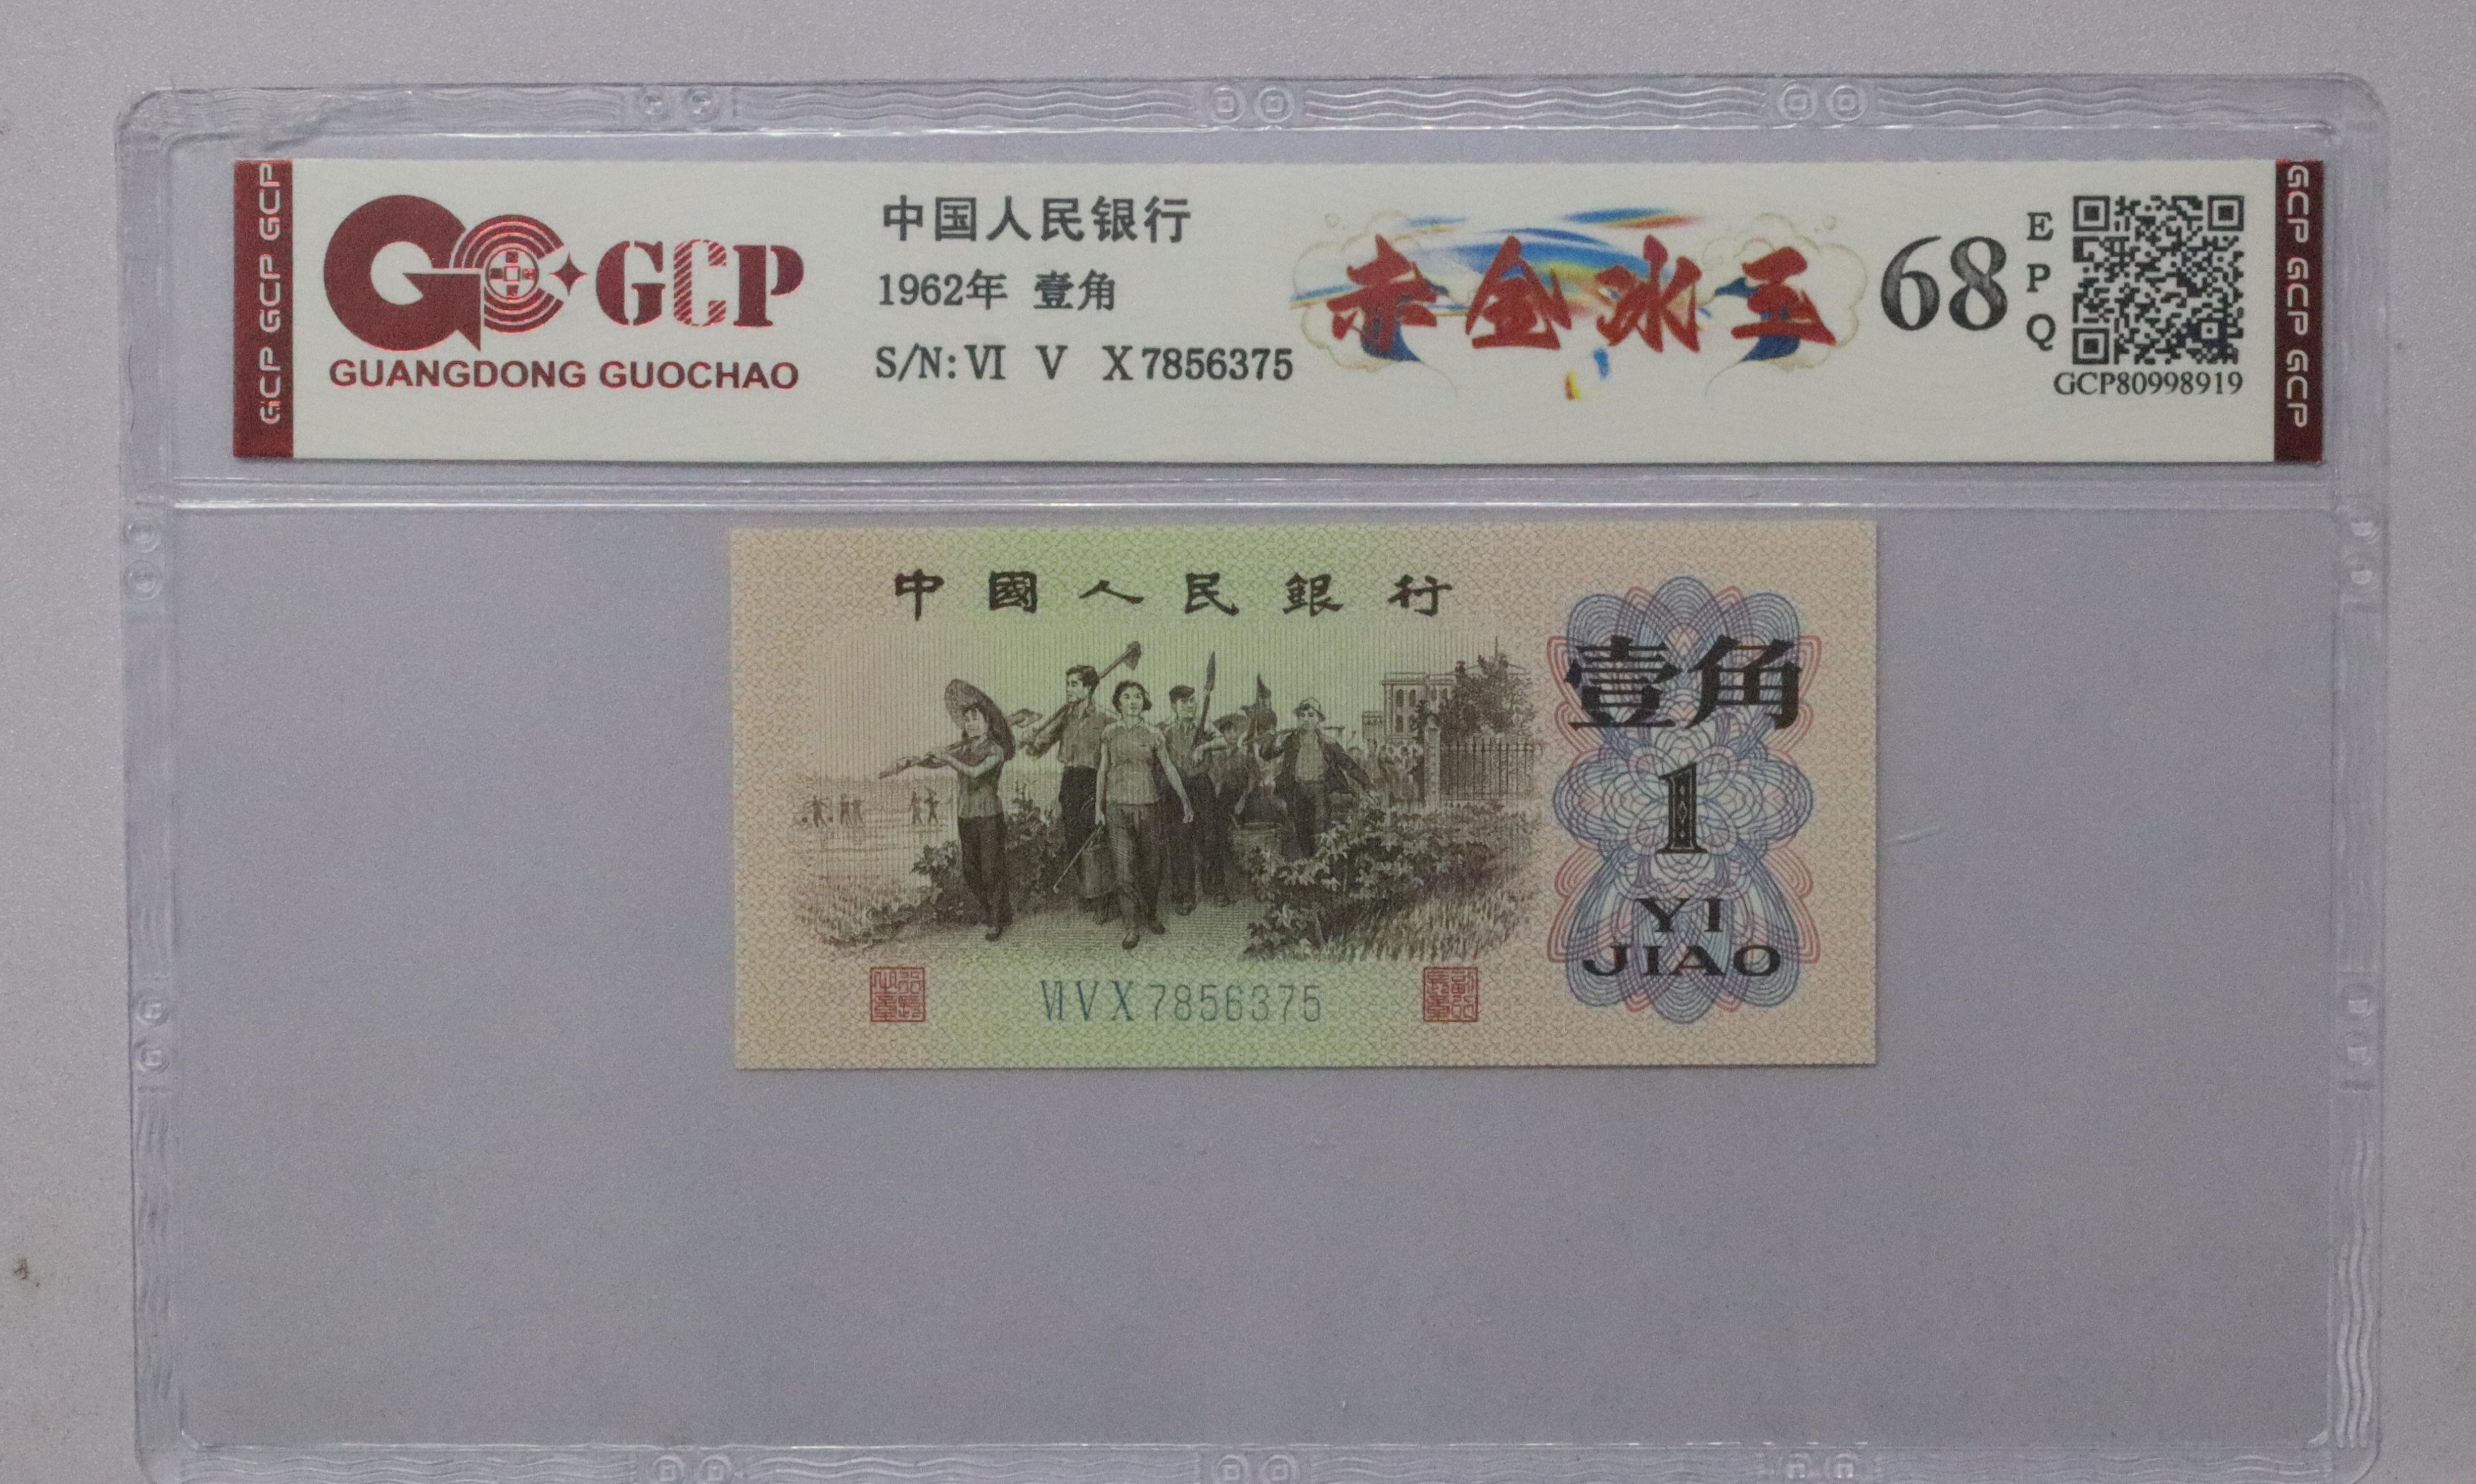 GCP GCP GCP
GCP
GUANGDONG GUOCHAO
中国人民银行
1962年 壹角
S/N: VI V X 7856375
赤金冰王
68
E
P
Q
GCP80998919
GCP GCP GCP
中國人民銀行
壹角
1
YI
JIAO
VI V X 7856375